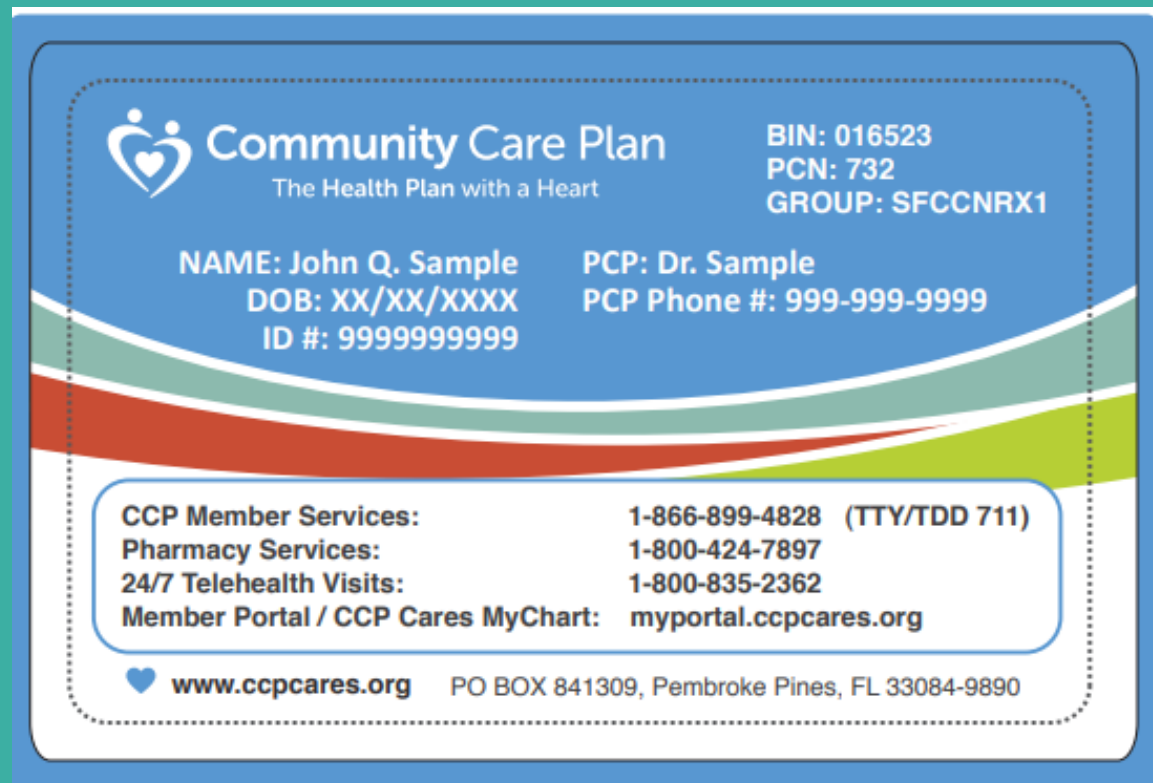 Community Care Plan
The Health Plan with a Heart
BIN: 016523
PCN: 732
GROUP: SFCCNRX1
NAME: John Q. Sample
DOB: XX/XX/XXXX
ID #: 9999999999
PCP: Dr. Sample
PCP Phone #: 999-999-9999
CCP Member Services: 1-866-899-4828 (TTY/TDD 711)
Pharmacy Services: 1-800-424-7897
24/7 Telehealth Visits: 1-800-835-2362
Member Portal / CCP Cares MyChart: myportal.ccpcares.org
www.ccpcares.org PO BOX 841309, Pembroke Pines, FL 33084-9890